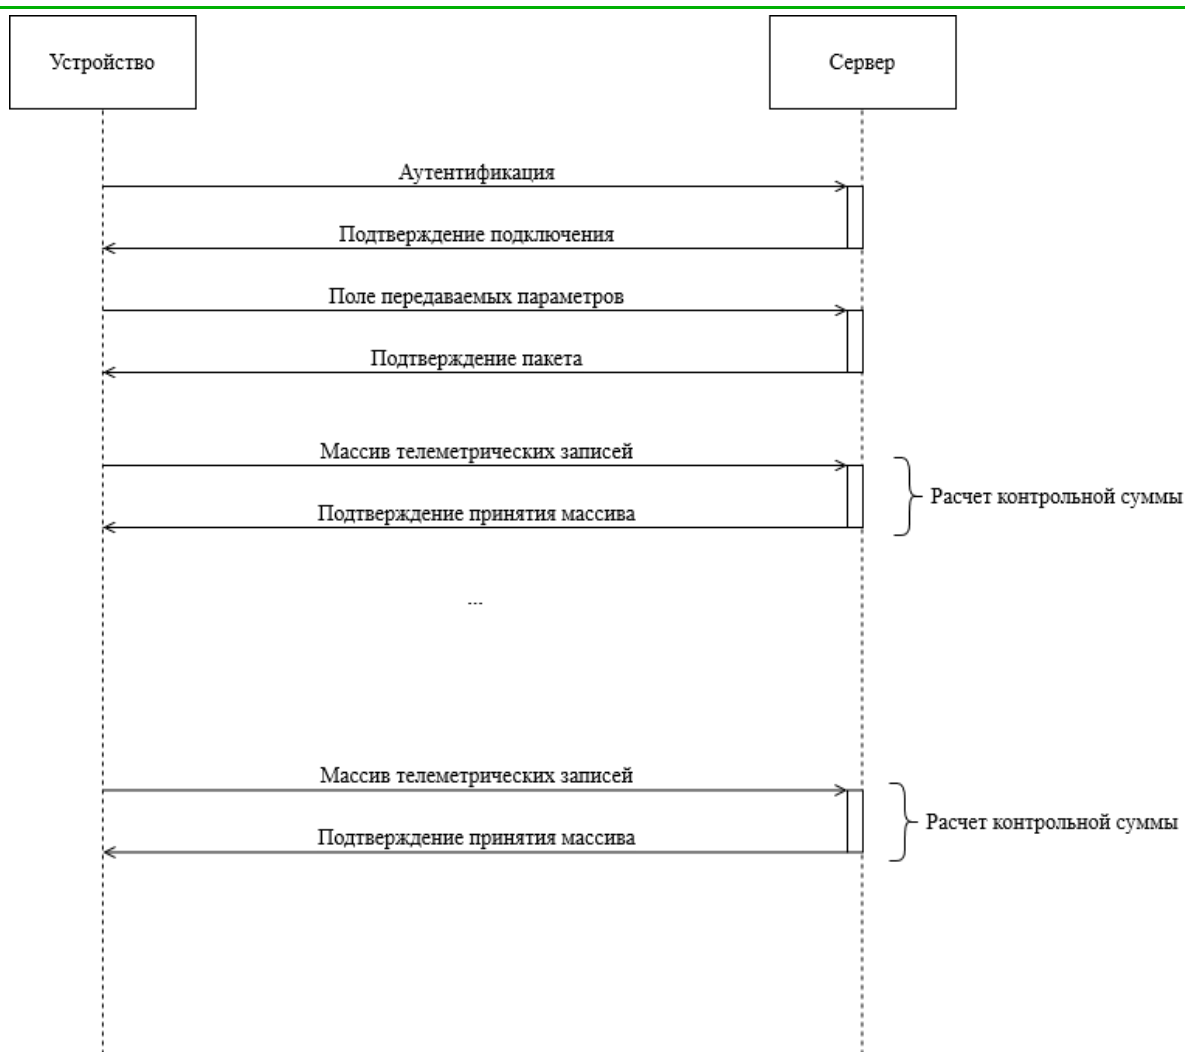 Устройство
Сервер
Аутентификация
Подтверждение подключения
Поле передаваемых параметров
Подтверждение пакета
Массив телеметрических записей
Расчет контрольной суммы
Подтверждение принятия массива
...
Массив телеметрических записей
Расчет контрольной суммы
Подтверждение принятия массива